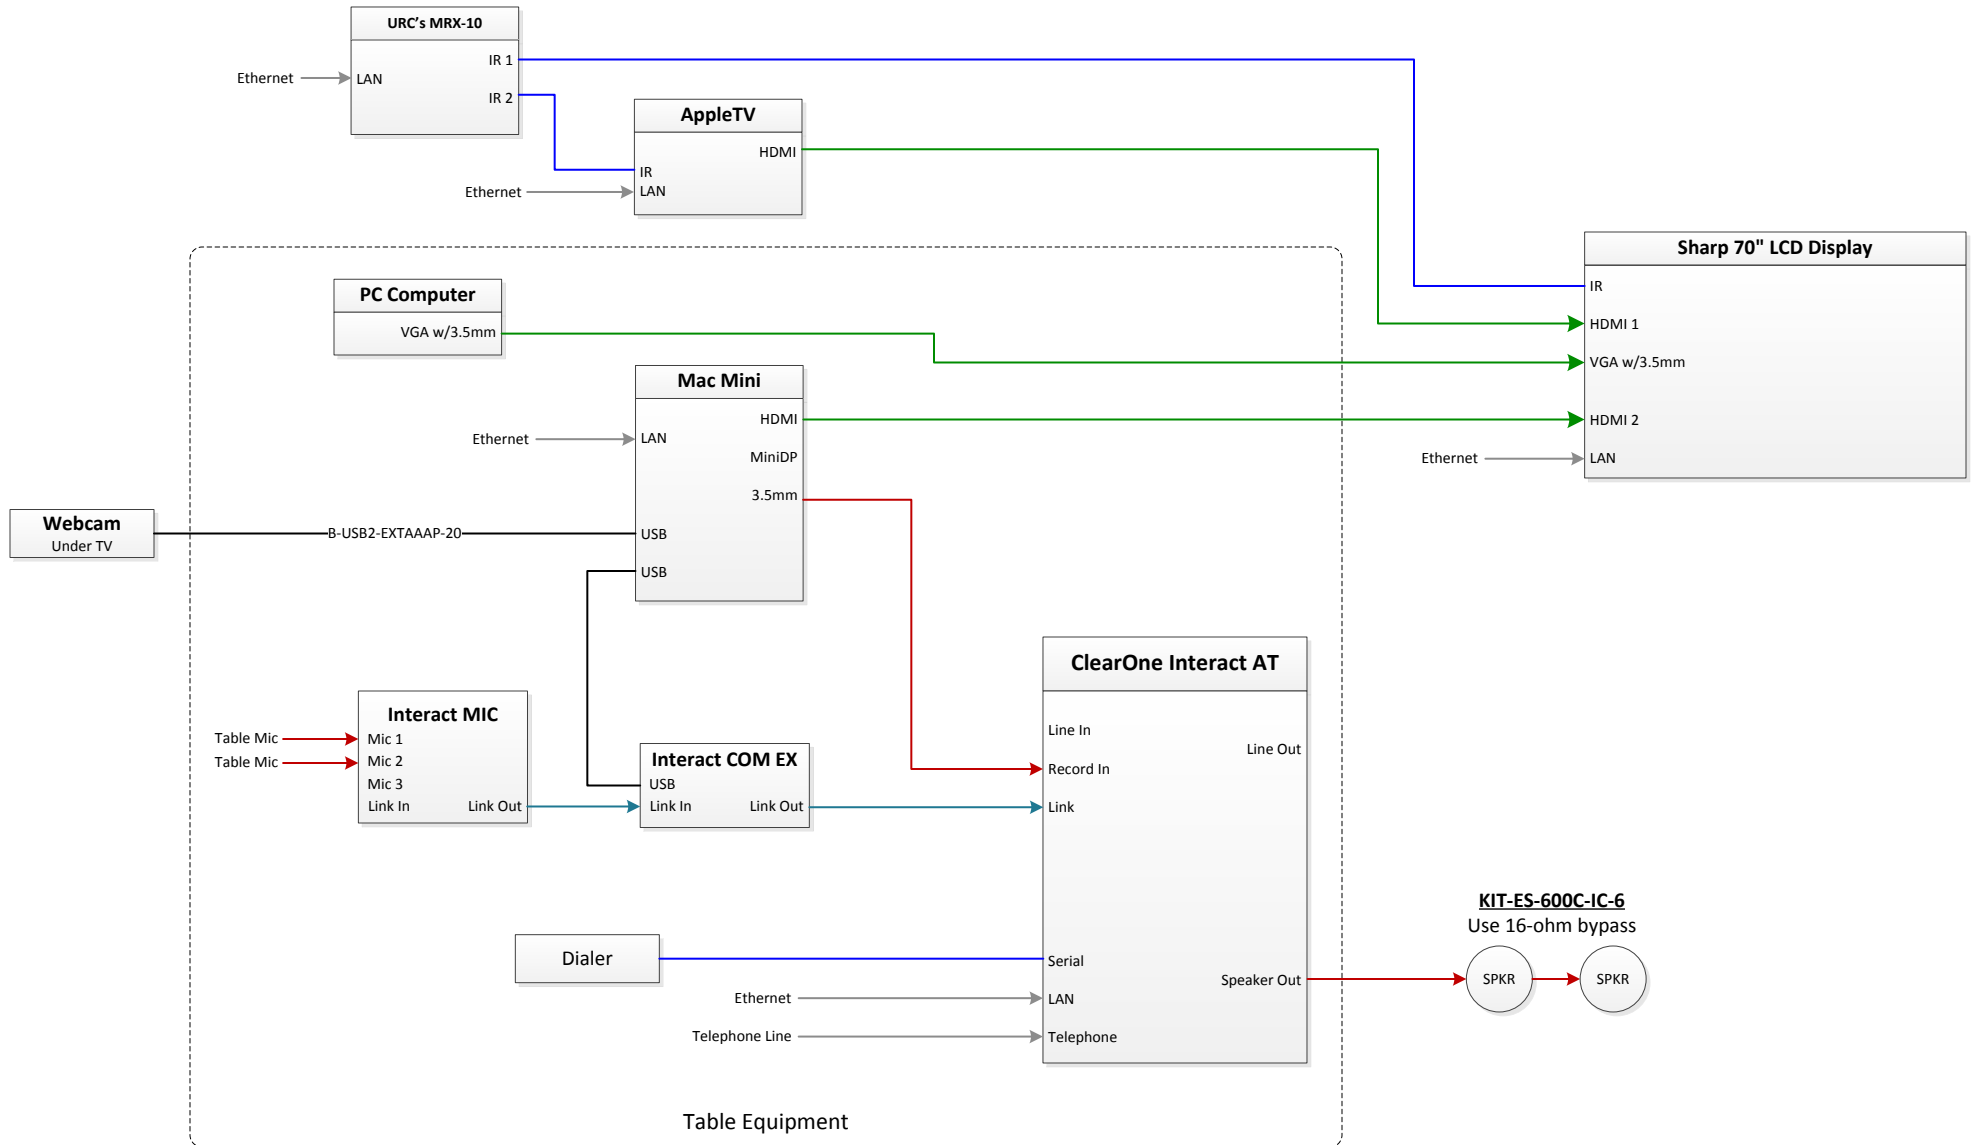 URC's MRX-10
IR 1
Ethernet
LAN
IR 2
AppleTV
HDMI
IR
Ethernet
LAN
Sharp 70" LCD Display
IR
HDMI 1
VGA w/3.5mm
HDMI 2
Ethernet
LAN
PC Computer
VGA w/3.5mm
Mac Mini
HDMI
Ethernet
LAN
MiniDP
3.5mm
USB
USB
Webcam
Under TV
B-USB2-EXTAAAP-20
ClearOne Interact AT
Line In
Line Out
Record In
Link
Serial
Speaker Out
LAN
Telephone
Interact MIC
Table Mic
Mic 1
Table Mic
Mic 2
Mic 3
Link In
Link Out
Interact COM EX
USB
Link In
Link Out
Dialer
Ethernet
Telephone Line
KIT-ES-600C-IC-6
Use 16-ohm bypass
SPKR
SPKR
Table Equipment